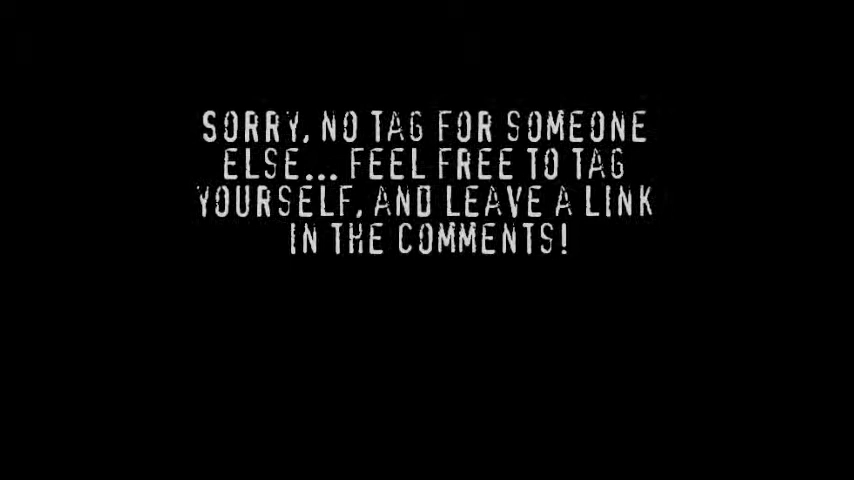 SORRY, NO TAG FOR SOMEONE
ELSE... FEEL FREE TO TAG
YOURSELF, AND LEAVE A LINK
IN THE COMMENTS!